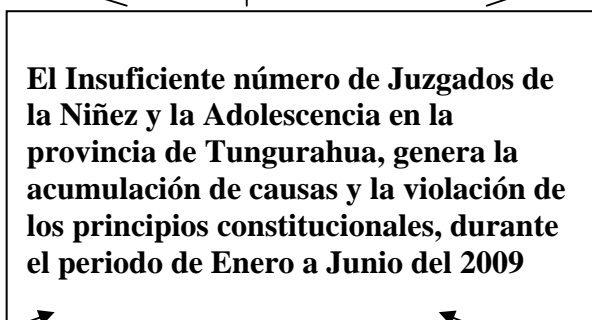 El Insuficiente número de Juzgados de
la Niñez y la Adolescencia en la
provincia de Tungurahua, genera la
acumulación de causas y la violación de
los principios constitucionales, durante
el periodo de Enero a Junio del 2009